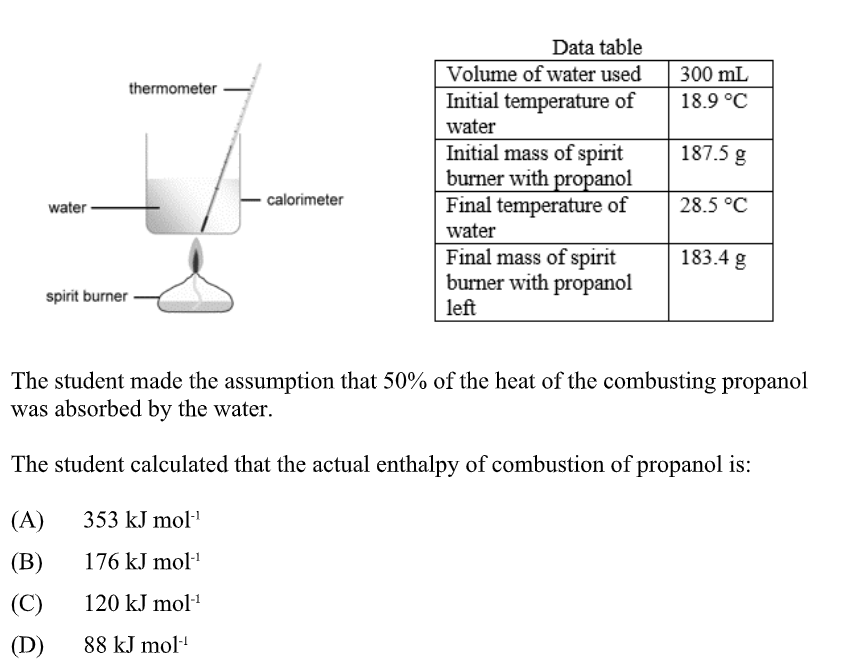 Data table
thermometer
water
calorimeter
spirit burner
Volume of water used 300 mL
Initial temperature of 18.9 °C
water
Initial mass of spirit 187.5 g
burner with propanol
Final temperature of 28.5 °C
water
Final mass of spirit 183.4 g
burner with propanol
left
The student made the assumption that 50% of the heat of the combusting propanol
was absorbed by the water.
The student calculated that the actual enthalpy of combustion of propanol is:
(A) 353 kJ mol⁻¹
(B) 176 kJ mol⁻¹
(C) 120 kJ mol⁻¹
(D) 88 kJ mol⁻¹